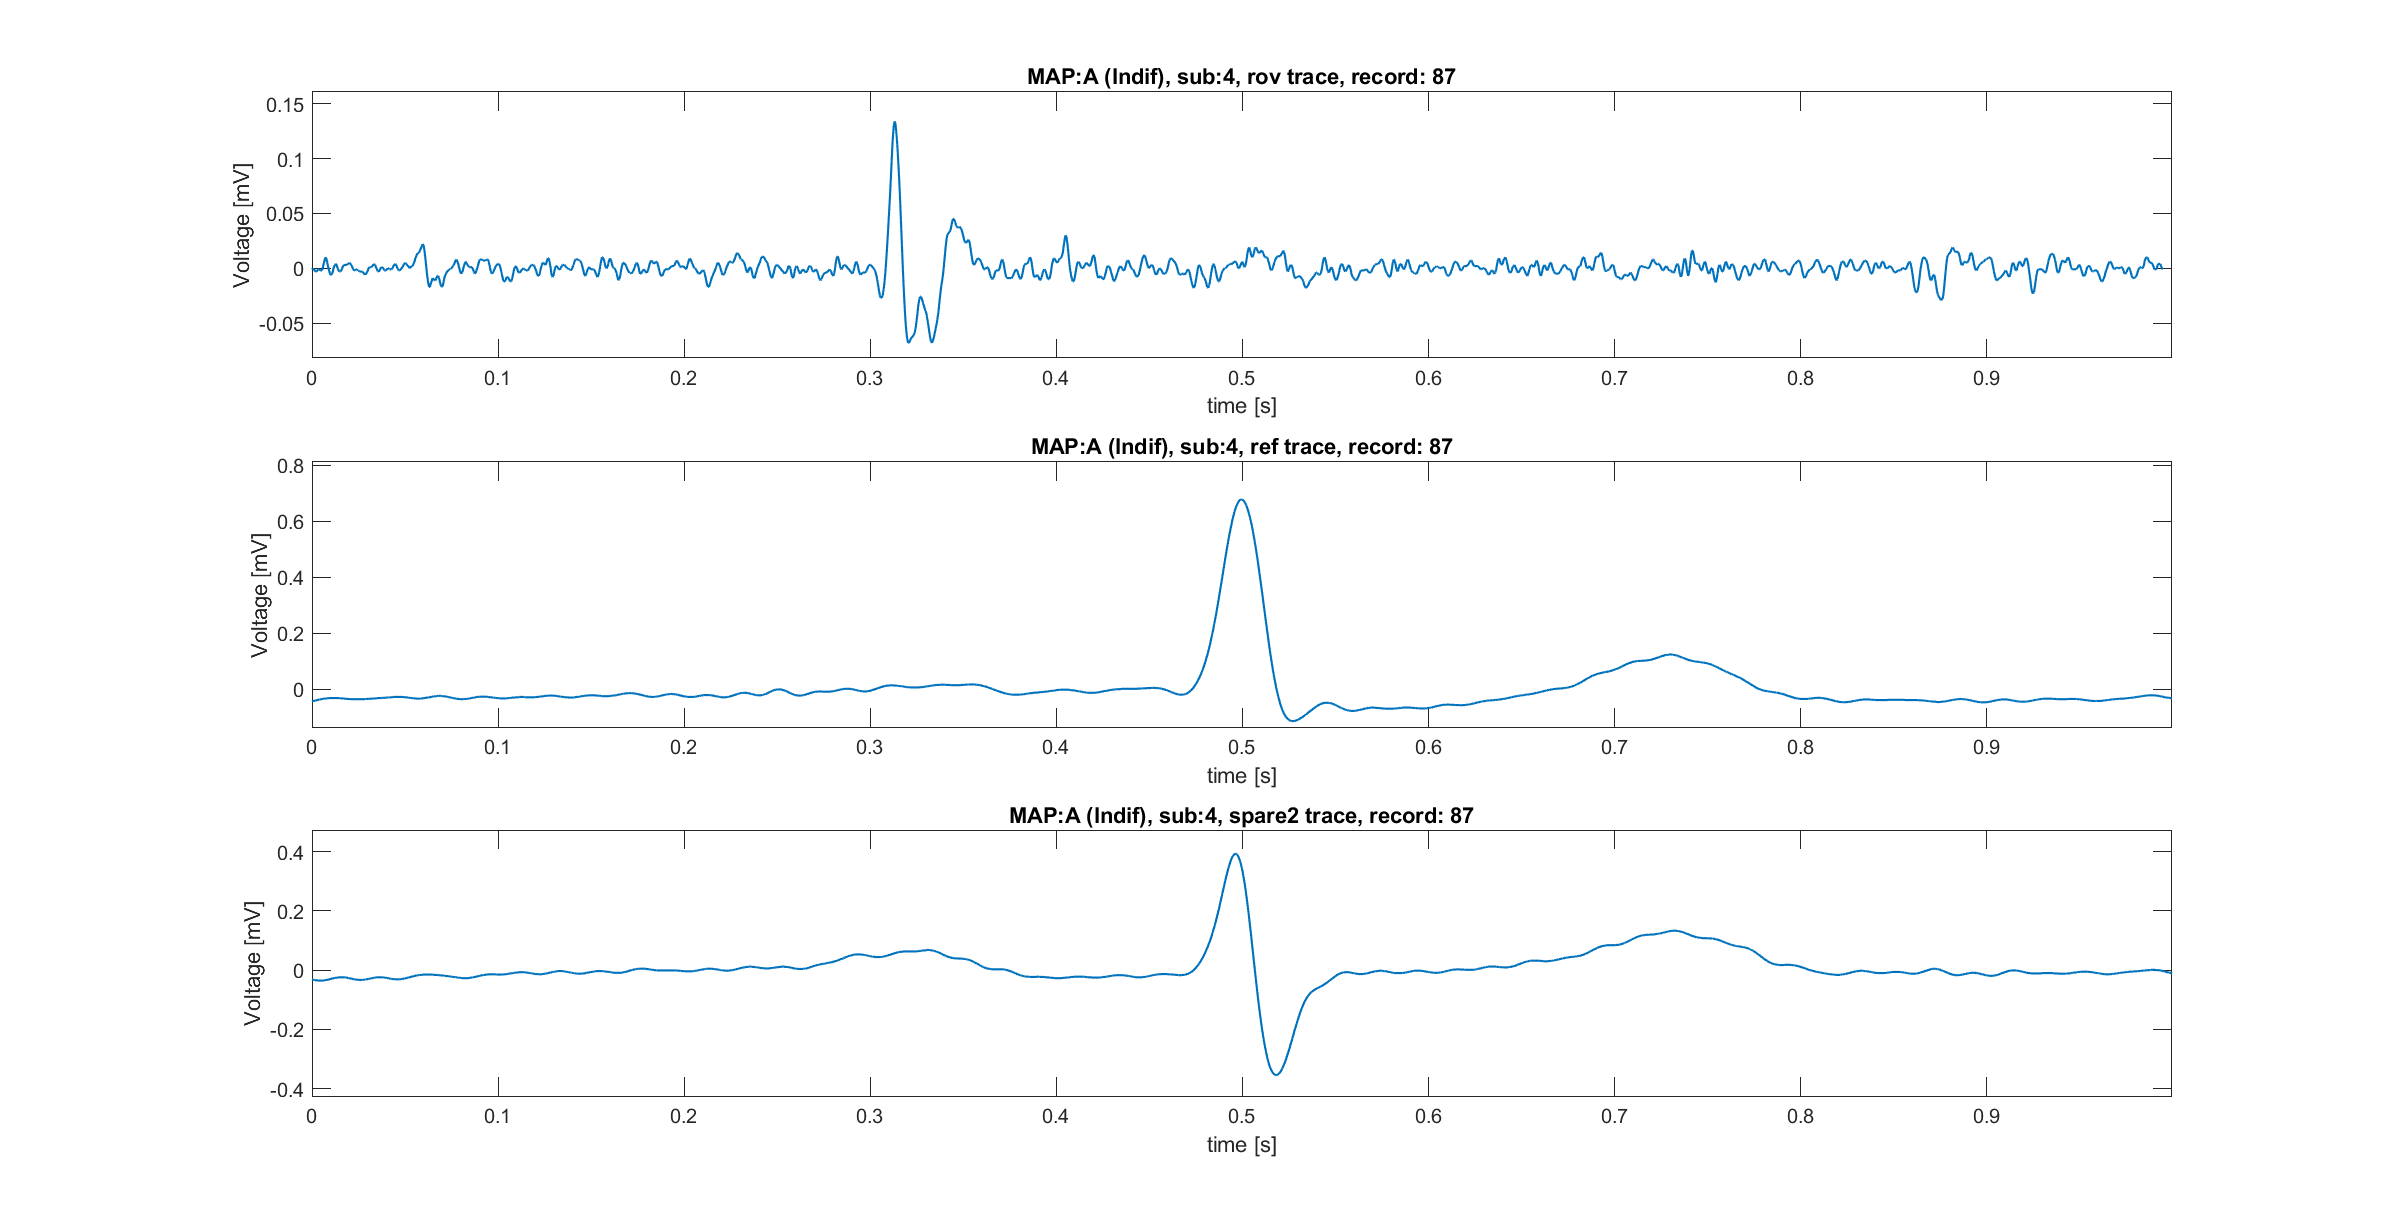 MAP:A (Indif), sub:4, rov trace, record: 87
Voltage [mV]
0.15
0.1
0.05
0
-0.05
0 0.1 0.2 0.3 0.4 0.5 0.6 0.7 0.8 0.9
time [s]
MAP:A (Indif), sub:4, ref trace, record: 87
Voltage [mV]
0.8
0.6
0.4
0.2
0
0 0.1 0.2 0.3 0.4 0.5 0.6 0.7 0.8 0.9
time [s]
MAP:A (Indif), sub:4, spare2 trace, record: 87
Voltage [mV]
0.4
0.2
0
-0.2
-0.4
0 0.1 0.2 0.3 0.4 0.5 0.6 0.7 0.8 0.9
time [s]